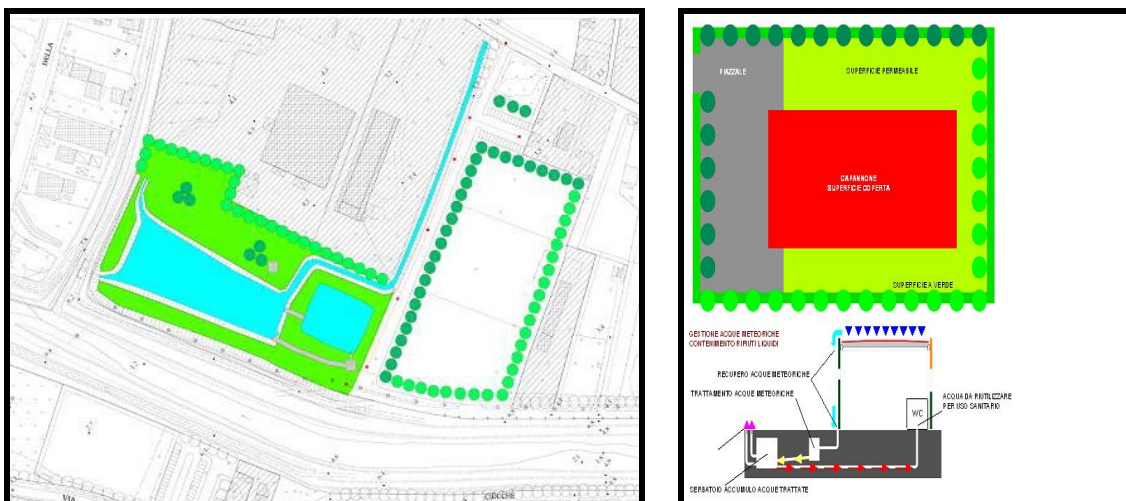 DELLA
VIA
CIOCCHE
PIAZZALE
SUPERFICIE PERMEABILE
CAPANNONE
SUPERFICIE COPERTA
SUPERFICIE A VERDE
GESTIONE ACQUE METEORICHE
CONTENIMENTO RIFIUTI LIQUIDI
RECUPERO ACQUE METEORICHE
TRATTAMENTO ACQUE METEORICHE
ACQUA DA RIUTILIZZARE
PER USO SANITARIO
WC
SERBATOIO ACCUMULO ACQUE TRATTATE